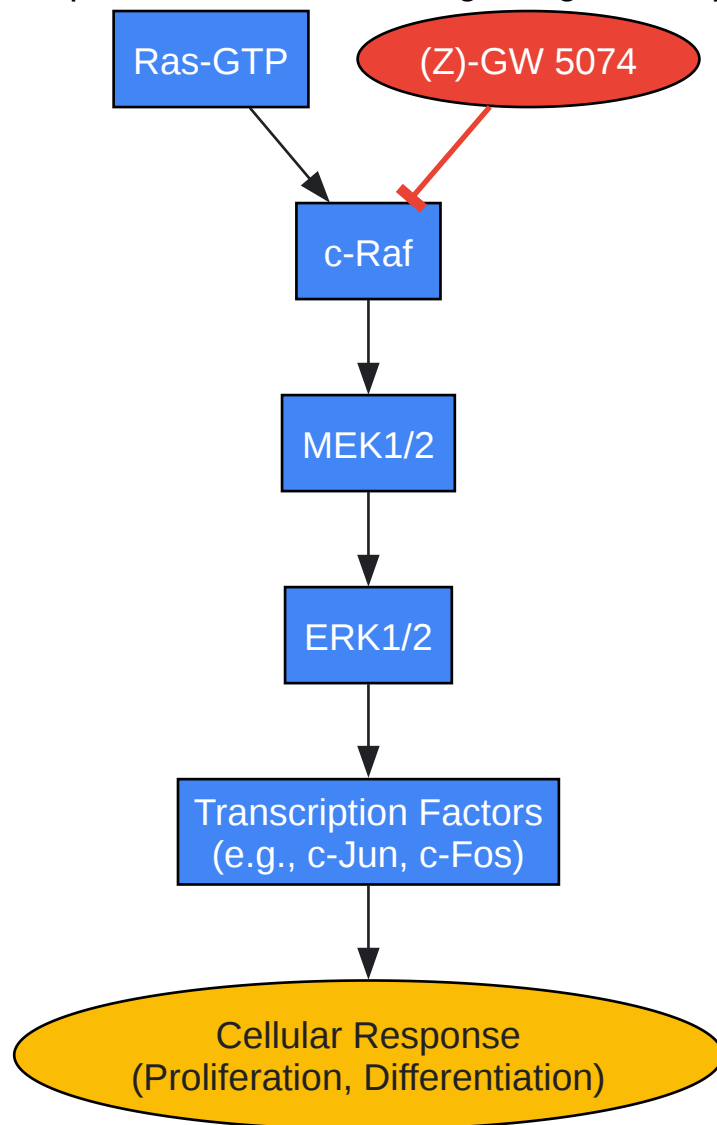 Ras-GTP
(Z)-GW 5074
c-Raf
MEK1/2
ERK1/2
Transcription Factors
(e.g., c-Jun, c-Fos)
Cellular Response
(Proliferation, Differentiation)